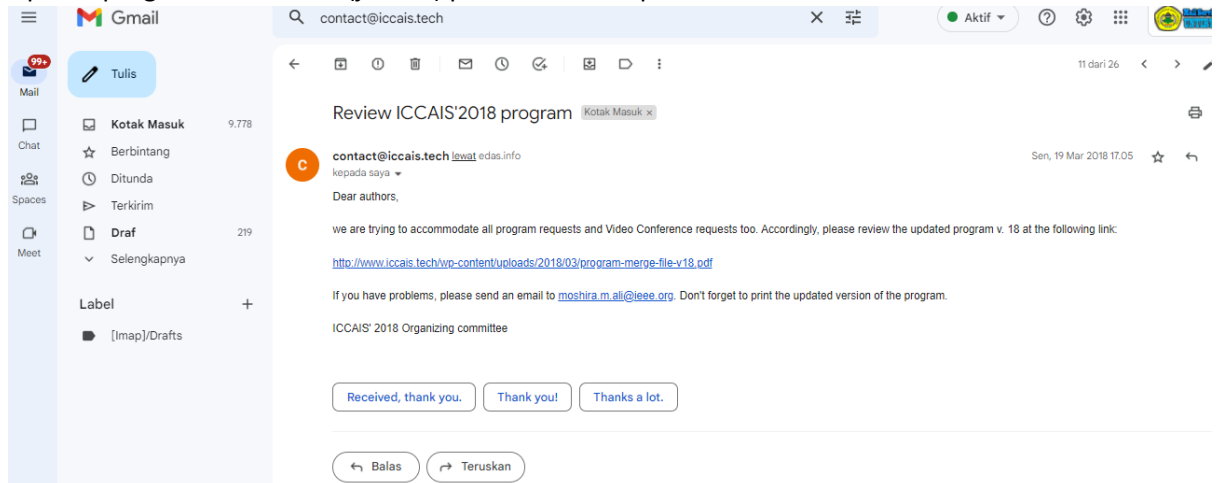 Gmail
contact@iccais.tech
Aktif
99+
Mail
Tulis
11 dari 26
Chat
Kotak Masuk 9.778
Review ICCAIS'2018 program Kotak Masuk ×
Berbintang
contact@iccais.tech lewat edas.info Sen, 19 Mar 2018 17.05
C
kepada saya
Ditunda
Spaces
Terkirim
Dear authors,
Meet
Draf 219
we are trying to accommodate all program requests and Video Conference requests too. Accordingly, please review the updated program v. 18 at the following link:
Selengkapnya
http://www.iccais.tech/wp-content/uploads/2018/03/program-merge-file-v18.pdf
Label +
If you have problems, please send an email to moshira.m.ali@ieee.org. Don't forget to print the updated version of the program.
[Imap]/Drafts
ICCAIS' 2018 Organizing committee
Received, thank you.
Thank you!
Thanks a lot.
Balas
Teruskan